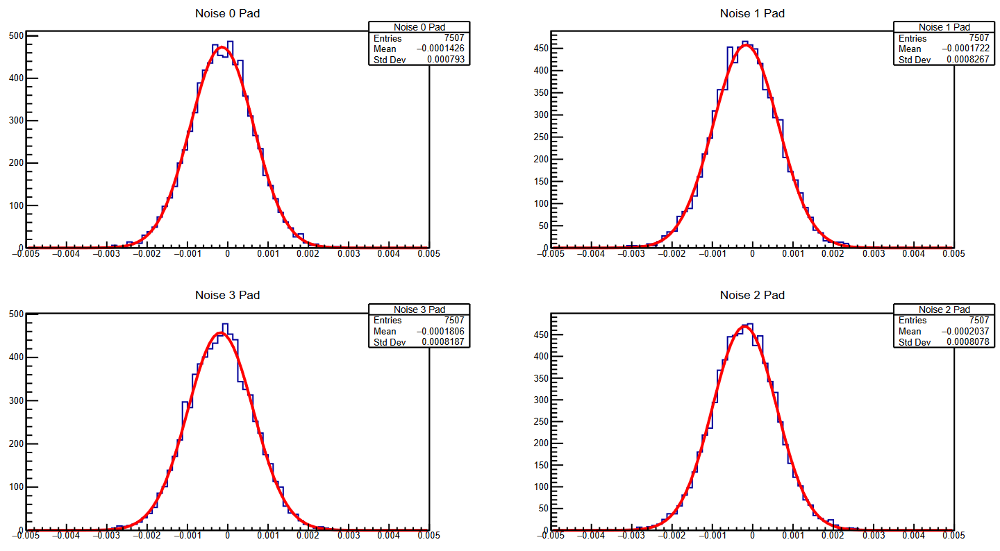 Noise 0 Pad
Noise 0 Pad
Entries 7507
Mean −0.0001426
Std Dev 0.000793
500
400
300
200
100
0
−0.005 −0.004 −0.003 −0.002 −0.001 0 0.001 0.002 0.003 0.004 0.005
Noise 1 Pad
Noise 1 Pad
Entries 7507
Mean −0.0001722
Std Dev 0.0008267
450
400
350
300
250
200
150
100
50
0
−0.005 −0.004 −0.003 −0.002 −0.001 0 0.001 0.002 0.003 0.004 0.005
Noise 3 Pad
Noise 3 Pad
Entries 7507
Mean −0.0001806
Std Dev 0.0008187
500
400
300
200
100
0
−0.005 −0.004 −0.003 −0.002 −0.001 0 0.001 0.002 0.003 0.004 0.005
Noise 2 Pad
Noise 2 Pad
Entries 7507
Mean −0.0002037
Std Dev 0.0008078
450
400
350
300
250
200
150
100
50
0
−0.005 −0.004 −0.003 −0.002 −0.001 0 0.001 0.002 0.003 0.004 0.005